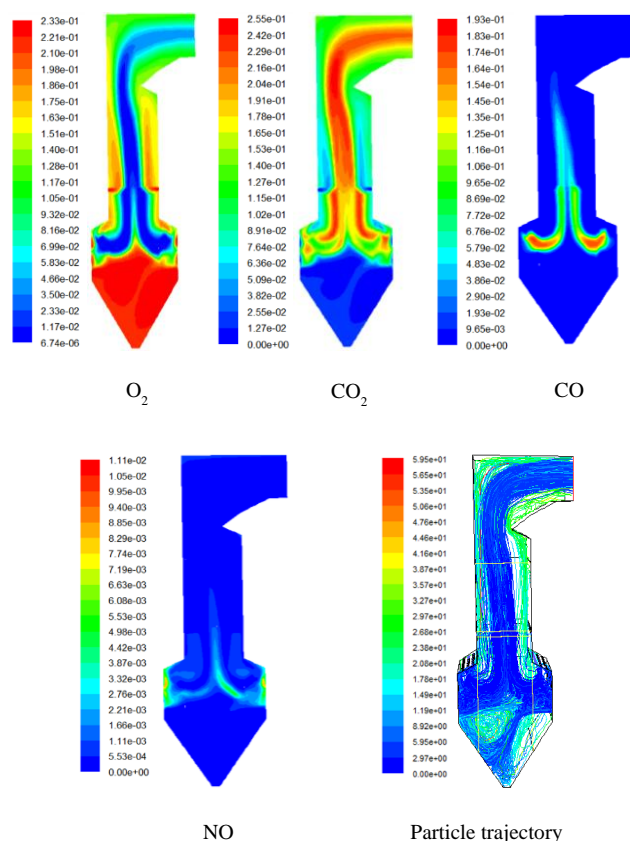 2.33e-01
2.21e-01
2.10e-01
1.98e-01
1.86e-01
1.75e-01
1.63e-01
1.51e-01
1.40e-01
1.28e-01
1.17e-01
1.05e-01
9.32e-02
8.16e-02
6.99e-02
5.83e-02
4.66e-02
3.50e-02
2.33e-02
1.17e-02
6.74e-06
O₂
2.55e-01
2.42e-01
2.29e-01
2.16e-01
2.04e-01
1.91e-01
1.78e-01
1.65e-01
1.53e-01
1.40e-01
1.27e-01
1.15e-01
1.02e-01
8.91e-02
7.64e-02
6.36e-02
5.09e-02
3.82e-02
2.55e-02
1.27e-02
0.00e+00
CO₂
1.93e-01
1.83e-01
1.74e-01
1.64e-01
1.54e-01
1.45e-01
1.35e-01
1.25e-01
1.16e-01
1.06e-01
9.65e-02
8.69e-02
7.72e-02
6.76e-02
5.79e-02
4.83e-02
3.86e-02
2.90e-02
1.93e-02
9.65e-03
0.00e+00
CO
1.11e-02
1.05e-02
9.95e-03
9.40e-03
8.85e-03
8.29e-03
7.74e-03
7.19e-03
6.63e-03
6.08e-03
5.53e-03
4.98e-03
4.42e-03
3.87e-03
3.32e-03
2.76e-03
2.21e-03
1.66e-03
1.11e-03
5.53e-04
0.00e+00
NO
5.95e+01
5.65e+01
5.35e+01
5.06e+01
4.76e+01
4.46e+01
4.16e+01
3.87e+01
3.57e+01
3.27e+01
2.97e+01
2.68e+01
2.38e+01
2.08e+01
1.78e+01
1.49e+01
1.19e+01
8.92e+00
5.95e+00
2.97e+00
0.00e+00
Particle trajectory